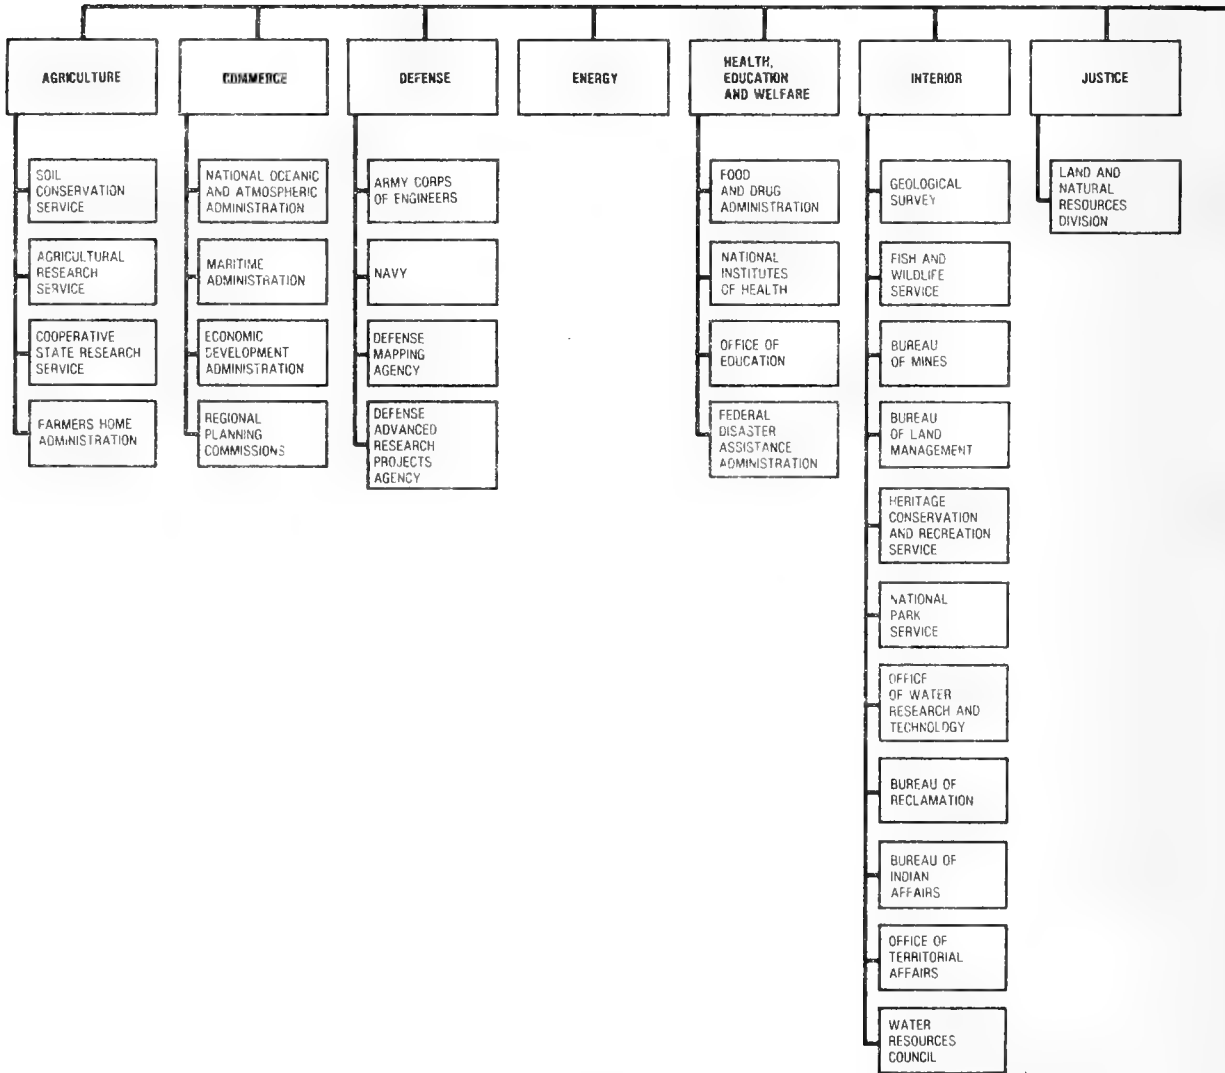 AGRICULTURE
COMMERCE
DEFENSE
ENERGY
HEALTH,
EDUCATION
AND WELFARE
INTERIOR
JUSTICE
SOIL
CONSERVATION
SERVICE
AGRICULTURAL
RESEARCH
SERVICE
COOPERATIVE
STATE RESEARCH
SERVICE
FARMERS HOME
ADMINISTRATION
NATIONAL OCEANIC
AND ATMOSPHERIC
ADMINISTRATION
MARITIME
ADMINISTRATION
ECONOMIC
DEVELOPMENT
ADMINISTRATION
REGIONAL
PLANNING
COMMISSIONS
ARMY CORPS
OF ENGINEERS
NAVY
DEFENSE
MAPPING
AGENCY
DEFENSE
ADVANCED
RESEARCH
PROJECTS
AGENCY
FOOD
AND DRUG
ADMINISTRATION
NATIONAL
INSTITUTES
OF HEALTH
OFFICE OF
EDUCATION
FEDERAL
DISASTER
ASSISTANCE
ADMINISTRATION
GEOLOGICAL
SURVEY
FISH AND
WILDLIFE
SERVICE
BUREAU
OF MINES
BUREAU
OF LAND
MANAGEMENT
HERITAGE
CONSERVATION
AND RECREATION
SERVICE
NATIONAL
PARK
SERVICE
OFFICE
OF WATER
RESEARCH AND
TECHNOLOGY
BUREAU OF
RECLAMATION
BUREAU OF
INDIAN
AFFAIRS
OFFICE OF
TERRITORIAL
AFFAIRS
WATER
RESOURCES
COUNCIL
LAND AND
NATURAL
RESOURCES
DIVISION